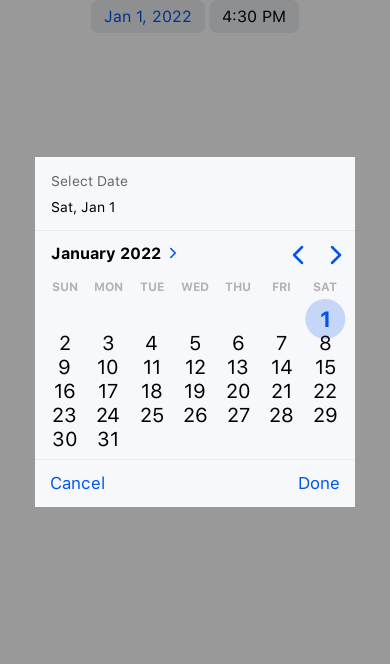 Jan 1, 2022 4:30 PM
Select Date
Sat, Jan 1
January 2022
SUN MON TUE WED THU FRI SAT
1
2 3 4 5 6 7 8
9 10 11 12 13 14 15
16 17 18 19 20 21 22
23 24 25 26 27 28 29
30 31
Cancel Done